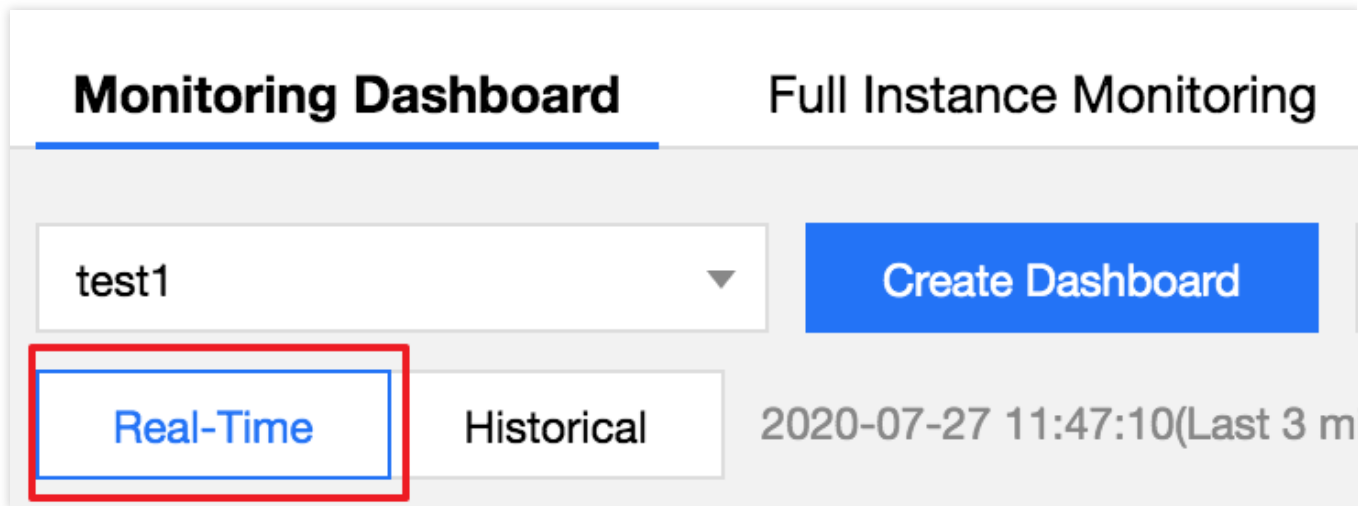 Monitoring Dashboard Full Instance Monitoring
test1 Create Dashboard
Real-Time Historical 2020-07-27 11:47:10(Last 3 m